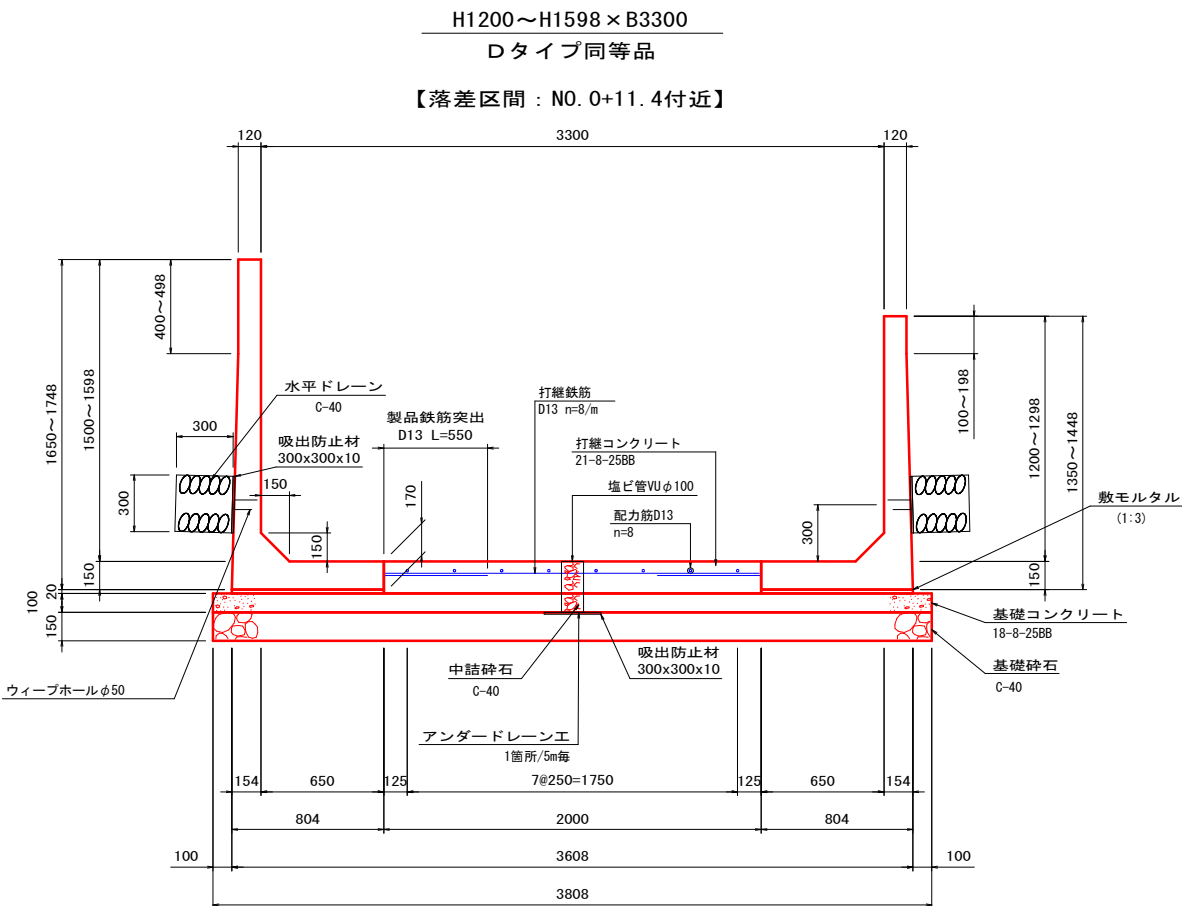 H1200～H1598×B3300
Dタイプ同等品
【落差区間：NO.0+11.4付近】
120
3300
120
400～498
1650～1748
1500～1598
100～198
1200～1298
1350～1448
水平ドレーン
C-40
300
吸出防止材
300x300x10
300
150
150
製品鉄筋突出
D13 L=550
170
打継鉄筋
D13 n=8/m
打継コンクリート
21-8-25BB
塩ビ管VUφ100
配力筋D13
n=8
300
敷モルタル
(1:3)
150
20
100
150
150
基礎コンクリート
18-8-25BB
基礎砕石
C-40
吸出防止材
300x300x10
中詰砕石
C-40
ウィープホールφ50
アンダードレーン工
1箇所/5m毎
154
650
125
7@250=1750
125
650
154
804
2000
804
100
3608
100
3808